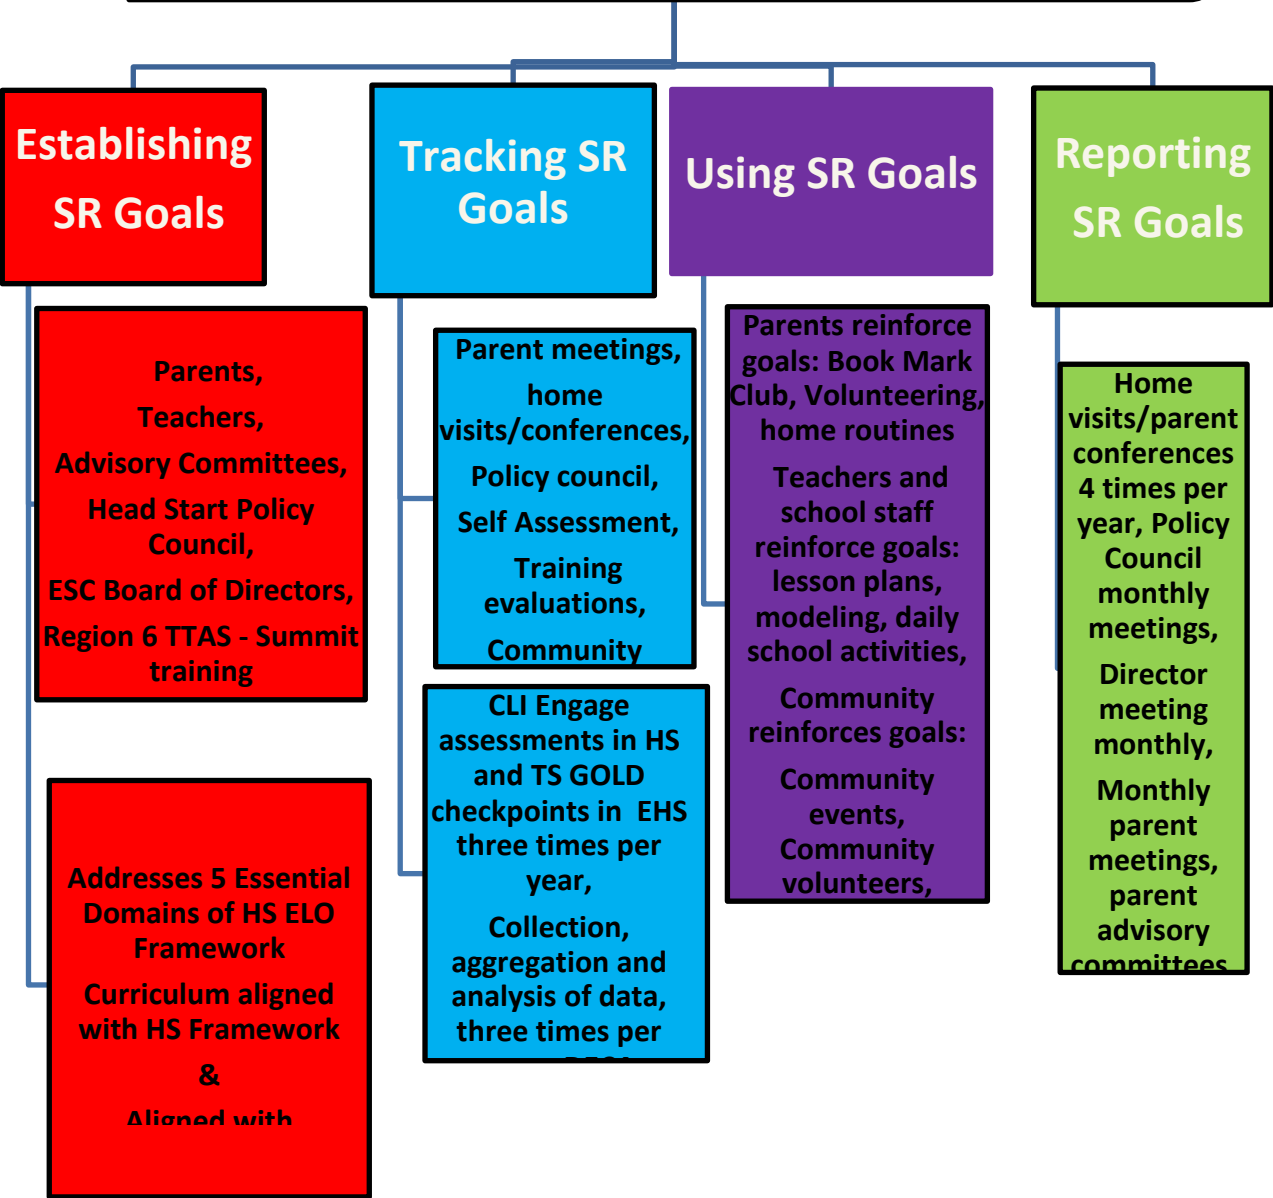 Establishing
SR Goals
Parents,
Teachers,
Advisory Committees,
Head Start Policy
Council,
ESC Board of Directors,
Region 6 TTAS - Summit
training
Addresses 5 Essential
Domains of HS ELO
Framework
Curriculum aligned
with HS Framework
&
Aligned with
Tracking SR
Goals
Parent meetings,
home
visits/conferences,
Policy council,
Self Assessment,
Training
evaluations,
Community
CLI Engage
assessments in HS
and TS GOLD
checkpoints in EHS
three times per
year,
Collection,
aggregation and
analysis of data,
three times per
Using SR Goals
Parents reinforce
goals: Book Mark
Club, Volunteering,
home routines
Teachers and
school staff
reinforce goals:
lesson plans,
modeling, daily
school activities,
Community
reinforces goals:
Community
events,
Community
volunteers,
Reporting
SR Goals
Home
visits/parent
conferences
4 times per
year, Policy
Council
monthly
meetings,
Director
meeting
monthly,
Monthly
parent
meetings,
parent
advisory
committees